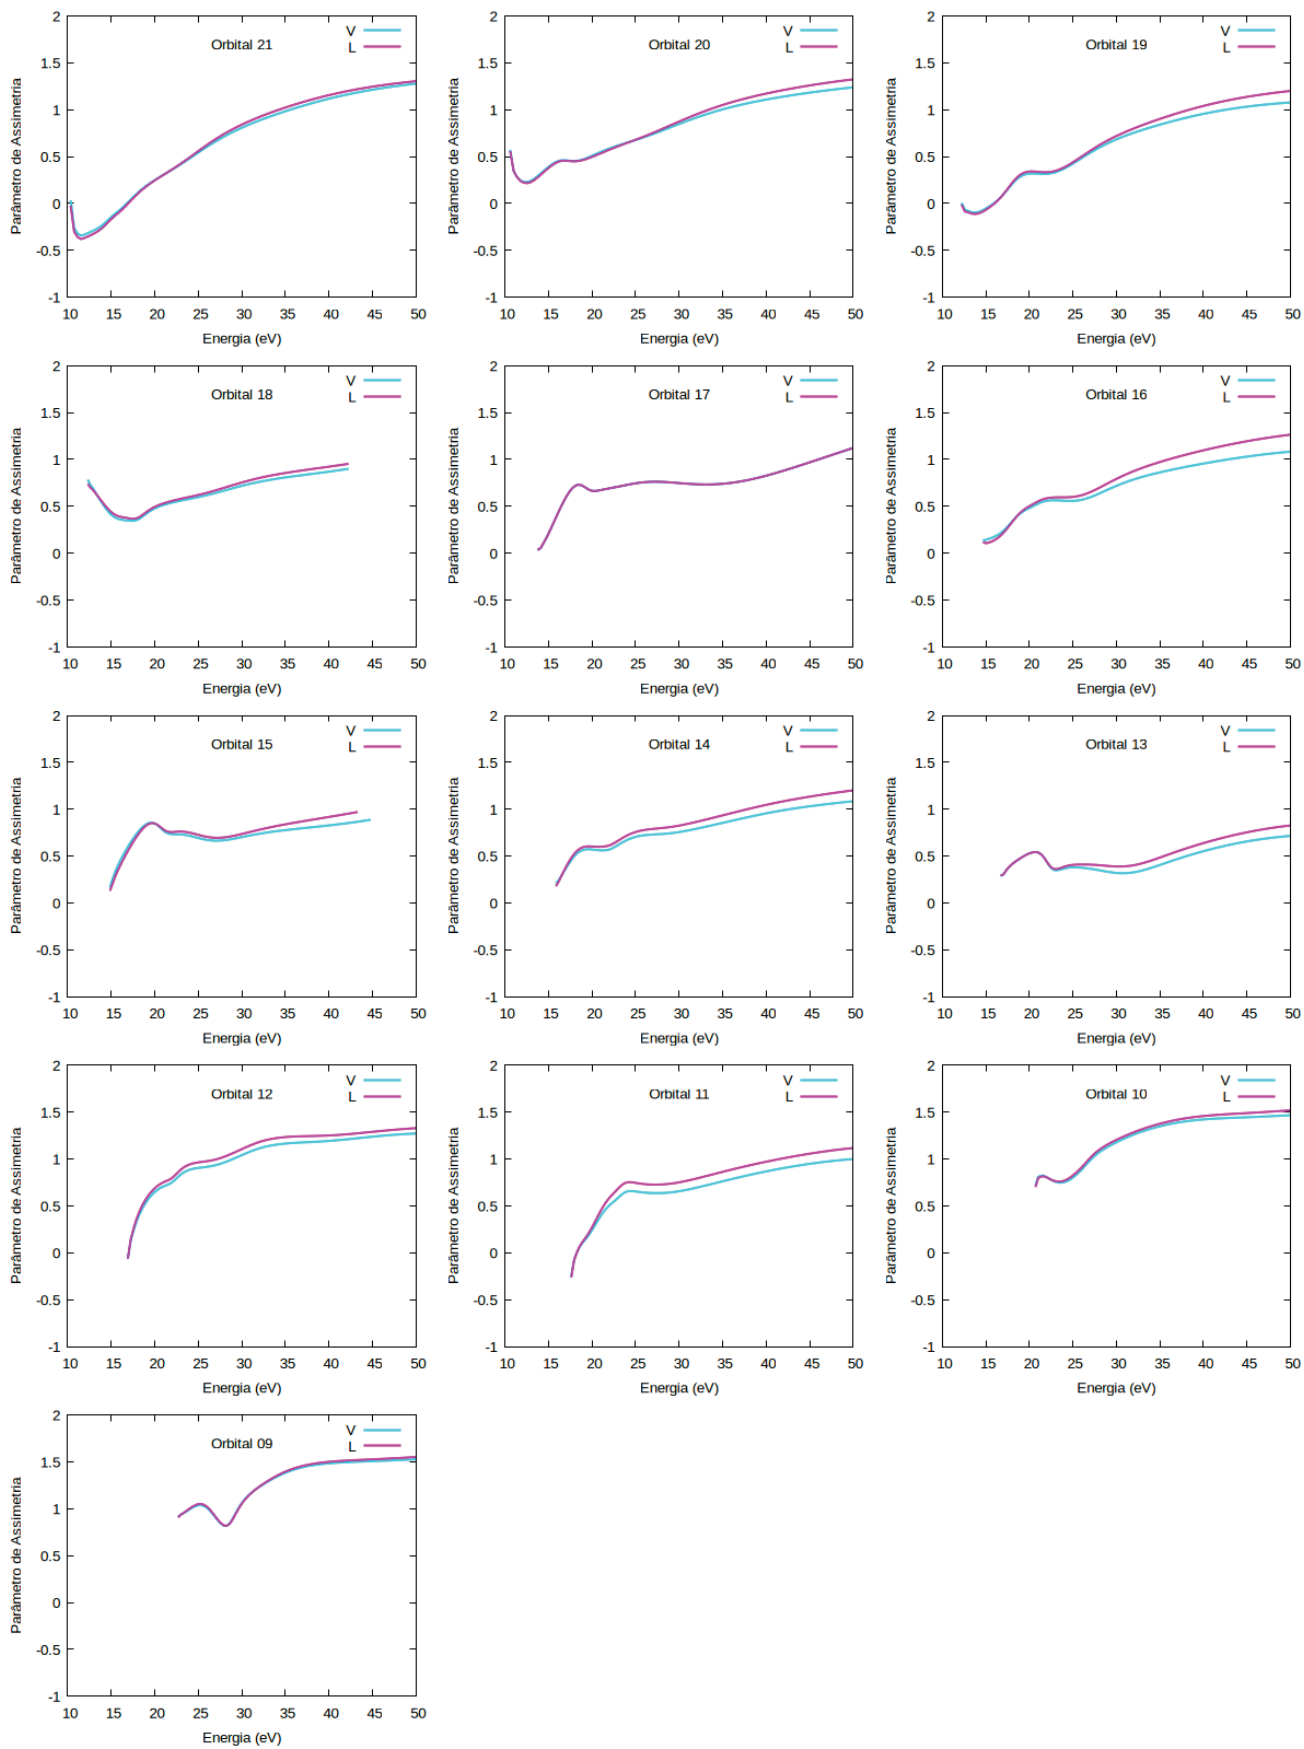 Orbital 21
V
L
2
1.5
1
0.5
0
-0.5
-1
10 15 20 25 30 35 40 45 50
Parâmetro de Assimetria
Energia (eV)
Orbital 20
V
L
2
1.5
1
0.5
0
-0.5
-1
10 15 20 25 30 35 40 45 50
Parâmetro de Assimetria
Energia (eV)
Orbital 19
V
L
2
1.5
1
0.5
0
-0.5
-1
10 15 20 25 30 35 40 45 50
Parâmetro de Assimetria
Energia (eV)
Orbital 18
V
L
2
1.5
1
0.5
0
-0.5
-1
10 15 20 25 30 35 40 45 50
Parâmetro de Assimetria
Energia (eV)
Orbital 17
V
L
2
1.5
1
0.5
0
-0.5
-1
10 15 20 25 30 35 40 45 50
Parâmetro de Assimetria
Energia (eV)
Orbital 16
V
L
2
1.5
1
0.5
0
-0.5
-1
10 15 20 25 30 35 40 45 50
Parâmetro de Assimetria
Energia (eV)
Orbital 15
V
L
2
1.5
1
0.5
0
-0.5
-1
10 15 20 25 30 35 40 45 50
Parâmetro de Assimetria
Energia (eV)
Orbital 14
V
L
2
1.5
1
0.5
0
-0.5
-1
10 15 20 25 30 35 40 45 50
Parâmetro de Assimetria
Energia (eV)
Orbital 13
V
L
2
1.5
1
0.5
0
-0.5
-1
10 15 20 25 30 35 40 45 50
Parâmetro de Assimetria
Energia (eV)
Orbital 12
V
L
2
1.5
1
0.5
0
-0.5
-1
10 15 20 25 30 35 40 45 50
Parâmetro de Assimetria
Energia (eV)
Orbital 11
V
L
2
1.5
1
0.5
0
-0.5
-1
10 15 20 25 30 35 40 45 50
Parâmetro de Assimetria
Energia (eV)
Orbital 10
V
L
2
1.5
1
0.5
0
-0.5
-1
10 15 20 25 30 35 40 45 50
Parâmetro de Assimetria
Energia (eV)
Orbital 09
V
L
2
1.5
1
0.5
0
-0.5
-1
10 15 20 25 30 35 40 45 50
Parâmetro de Assimetria
Energia (eV)